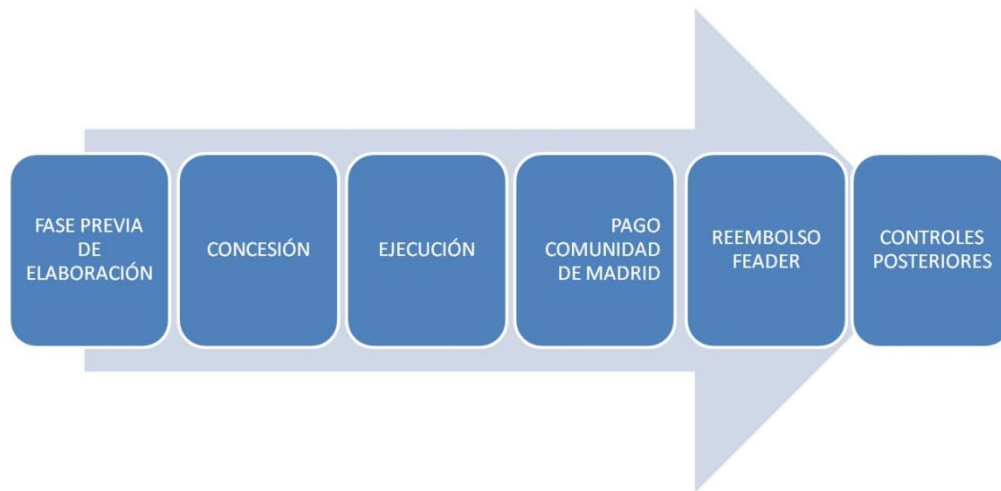 FASE PREVIA
DE
ELABORACIÓN
CONCESIÓN
EJECUCIÓN
PAGO
COMUNIDAD
DE MADRID
REEMBOLSO
FEADER
CONTROLES
POSTERIORES